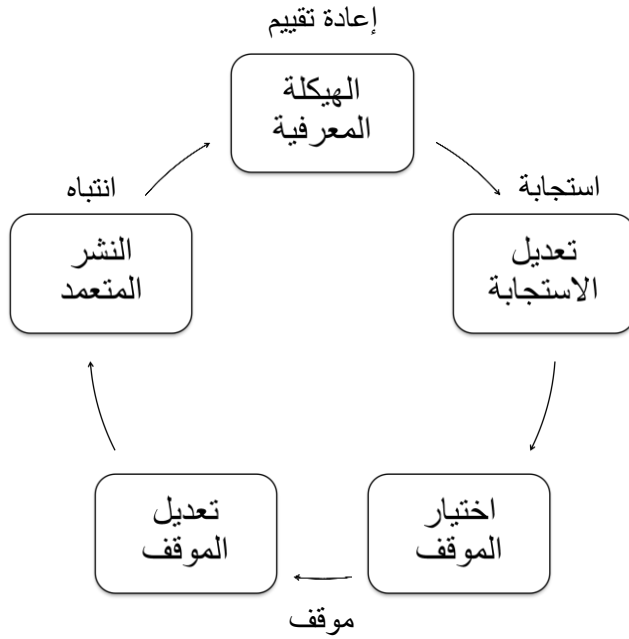 إعادة تقييم
الهيكلة
المعرفية
استجابة
تعديل
الاستجابة
اختيار
الموقف
موقف
تعديل
الموقف
انتباه
النشر
المتعمد